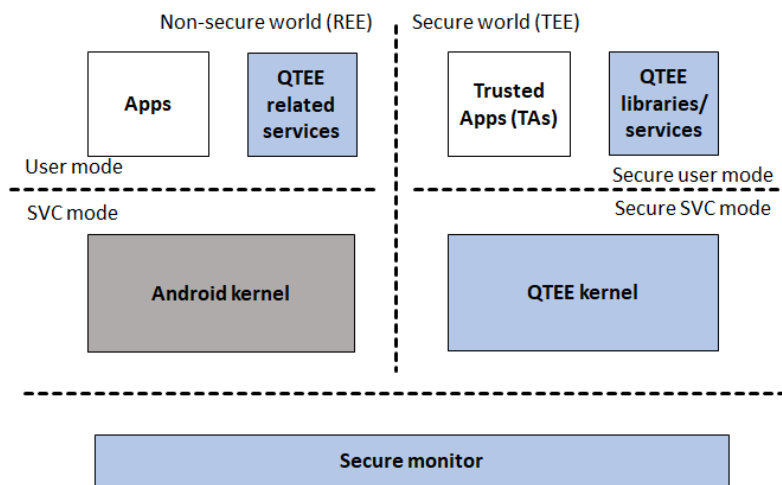 Non-secure world (REE)
Secure world (TEE)
Apps
QTEE
related
services
Trusted
Apps (TAs)
QTEE
libraries/
services
User mode
Secure user mode
SVC mode
Secure SVC mode
Android kernel
QTEE kernel
Secure monitor